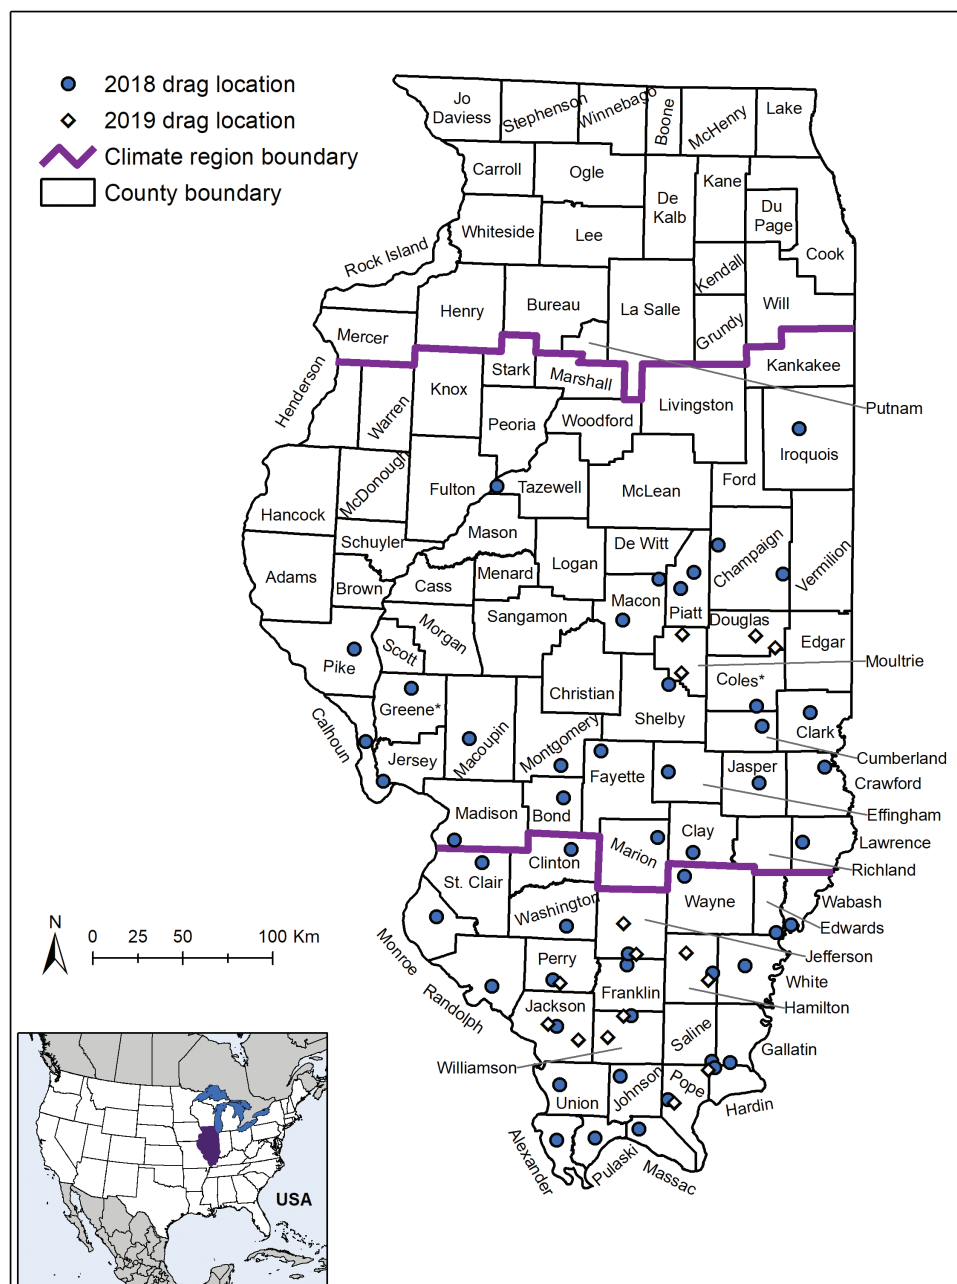 2018 drag location
2019 drag location
Climate region boundary
County boundary
Jo
Daviess
Stephenson
Winnebago
Boone
McHenry
Lake
Carroll
Ogle
De
Kalb
Kane
Du
Page
Cook
Whiteside
Lee
Rock Island
Kendall
Henry
Bureau
La Salle
Grundy
Will
Mercer
Kankakee
Henderson
Warren
Knox
Stark
Marshall
Putnam
Livingston
Peoria
Woodford
Iroquois
Hancock
McDonough
Fulton
Tazewell
McLean
Ford
Mason
Schuyler
Adams
Brown
Cass
Menard
Logan
De Witt
Champaign
Vermilion
Macon
Piatt
Douglas
Edgar
Sangamon
Morgan
Scott
Pike
Moultrie
Coles*
Christian
Shelby
Greene*
Calhoun
Jersey
Macoupin
Montgomery
Clark
Cumberland
Fayette
Jasper
Crawford
Effingham
Madison
Bond
Clay
Lawrence
Richland
Marion
Clinton
St. Clair
Wayne
Wabash
Edwards
Washington
Jefferson
Monroe
Perry
White
Hamilton
Franklin
Randolph
Jackson
Saline
Gallatin
Williamson
Union
Johnson
Pope
Hardin
Alexander
Pulaski
Massac
N
0 25 50 100 Km
USA